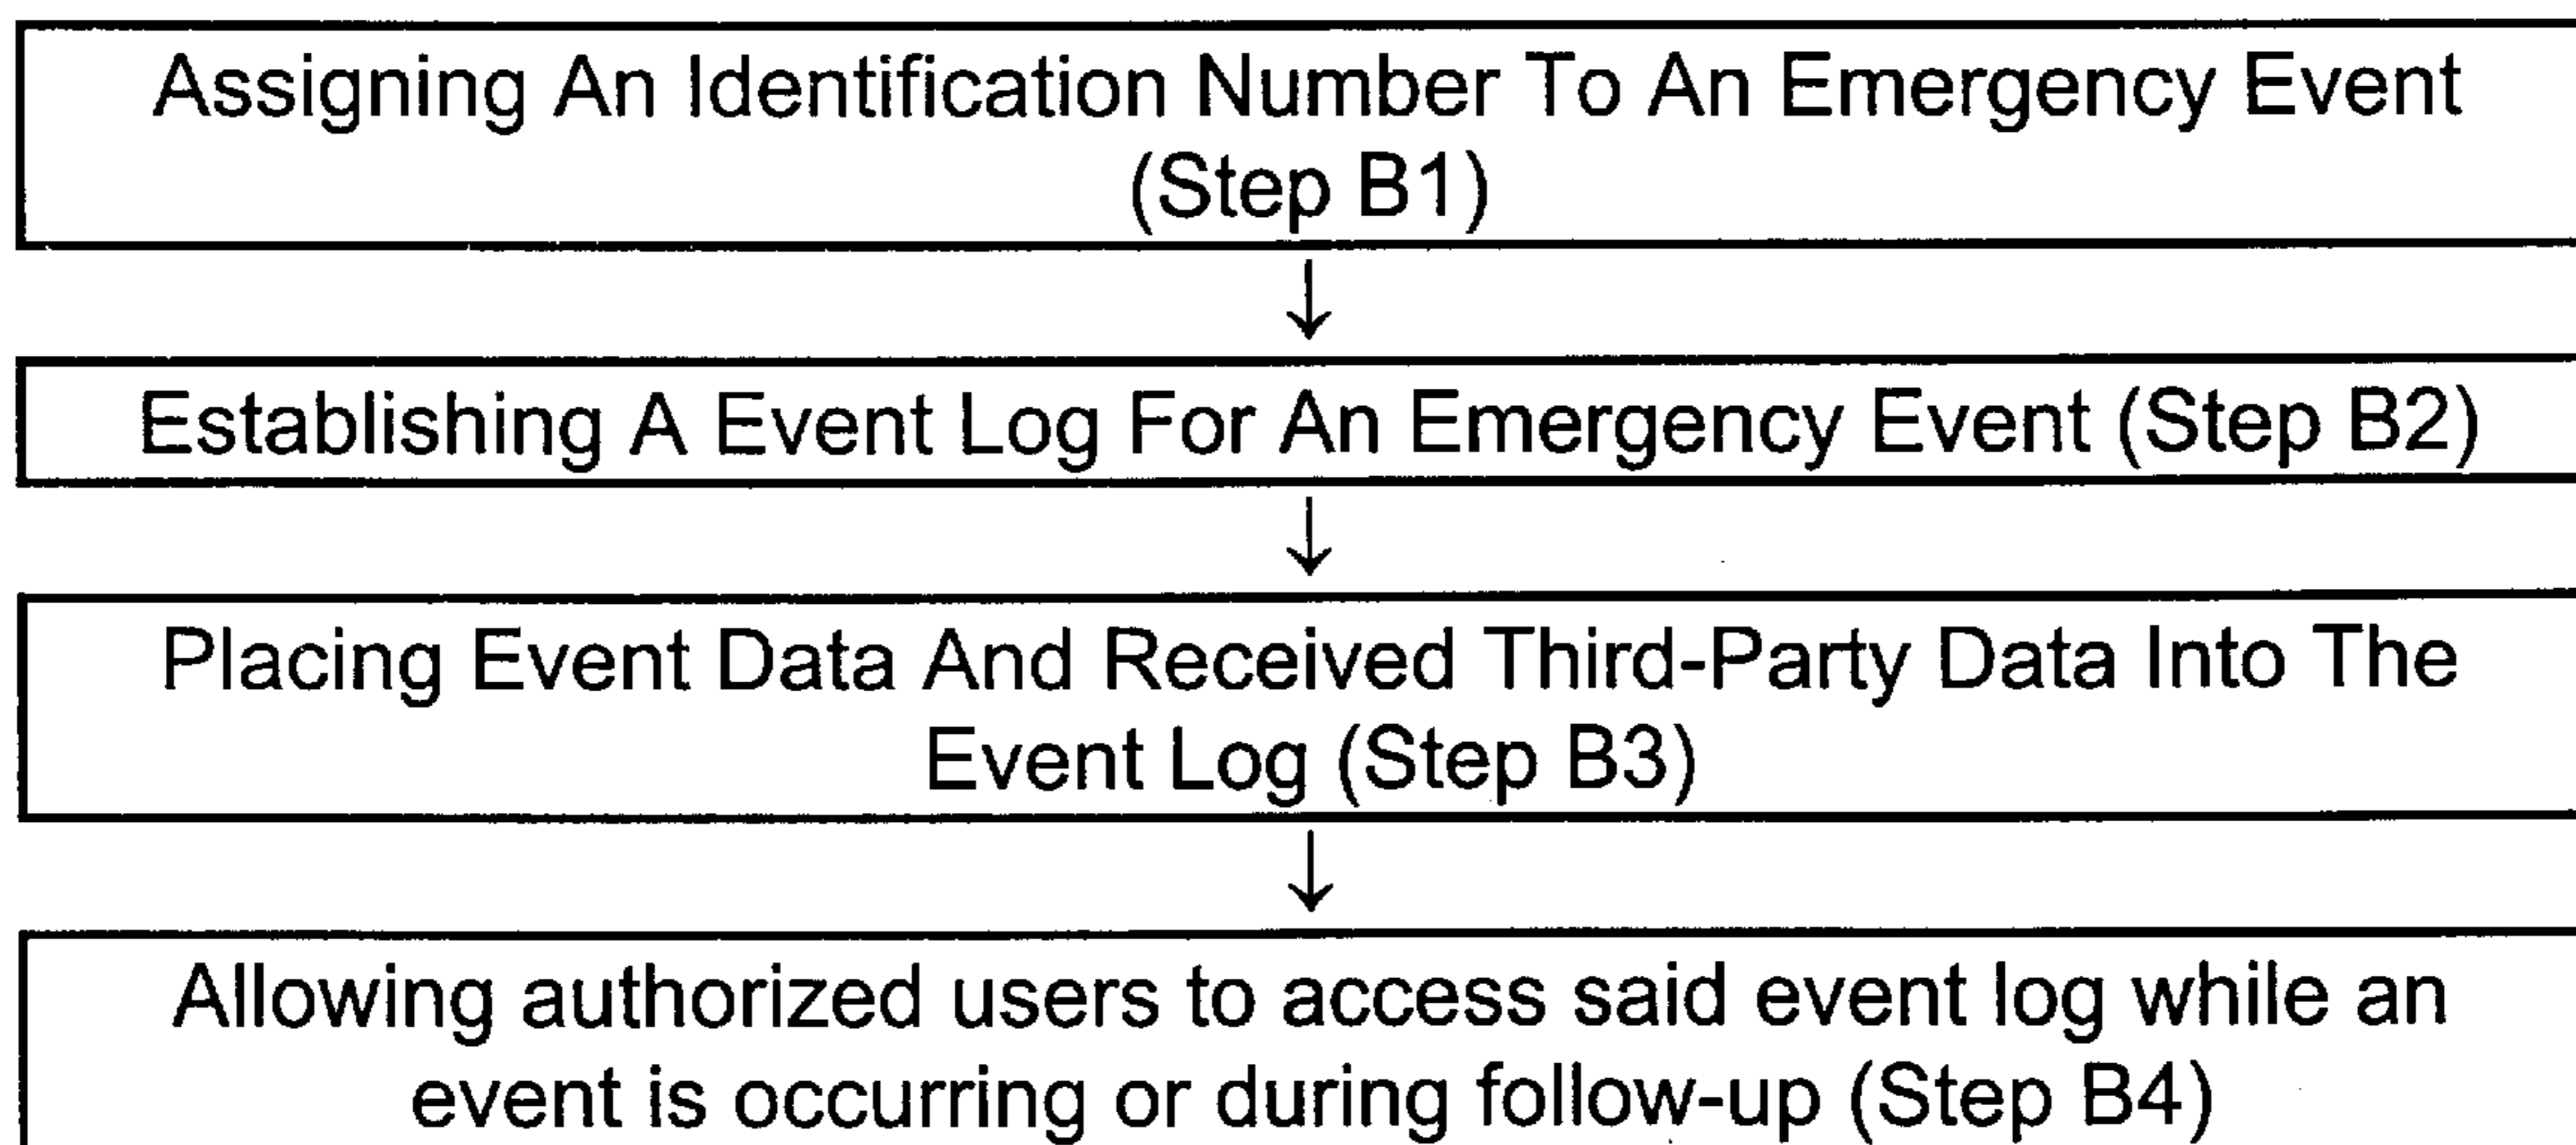 Assigning An Identification Number To An Emergency Event
(Step B1)
Establishing A Event Log For An Emergency Event (Step B2)
Placing Event Data And Received Third-Party Data Into The
Event Log (Step B3)
Allowing authorized users to access said event log while an
event is occurring or during follow-up (Step B4)